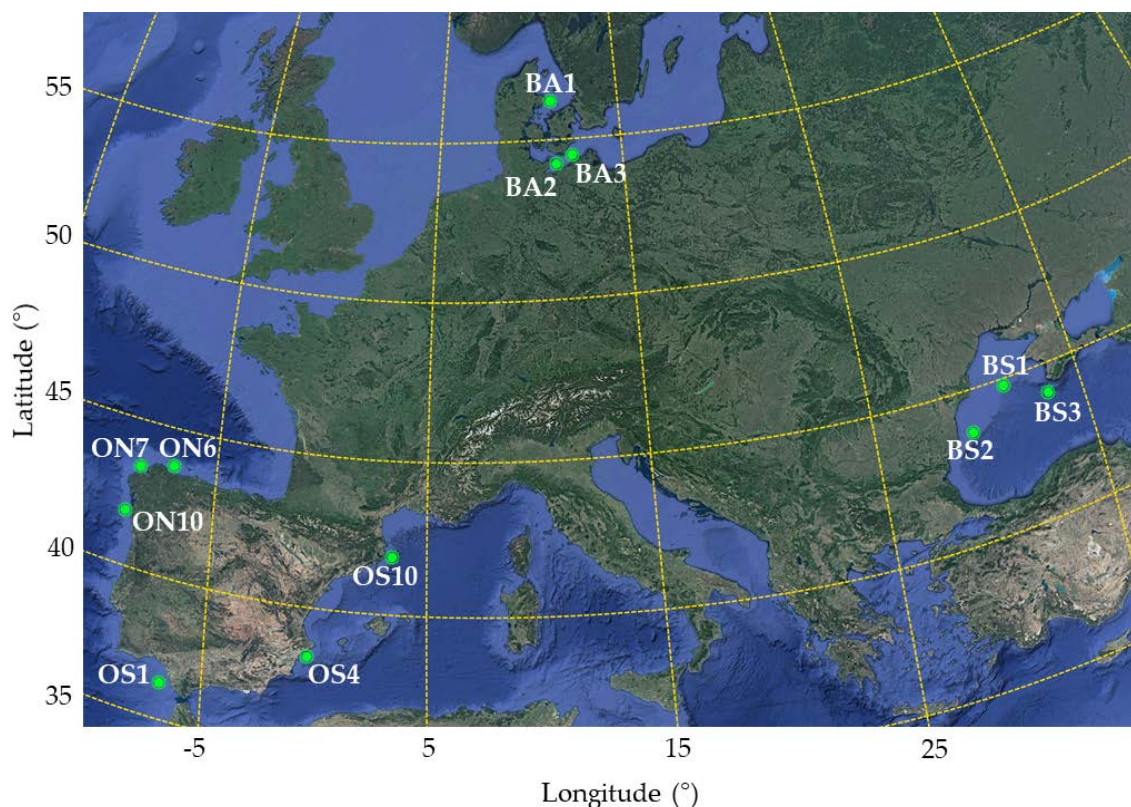 55
50
45
40
35
Latitude (°)
BA1
BA2
BA3
BS1
BS3
BS2
ON7 ON6
ON10
OS10
OS1
OS4
-5
5
15
25
Longitude (°)